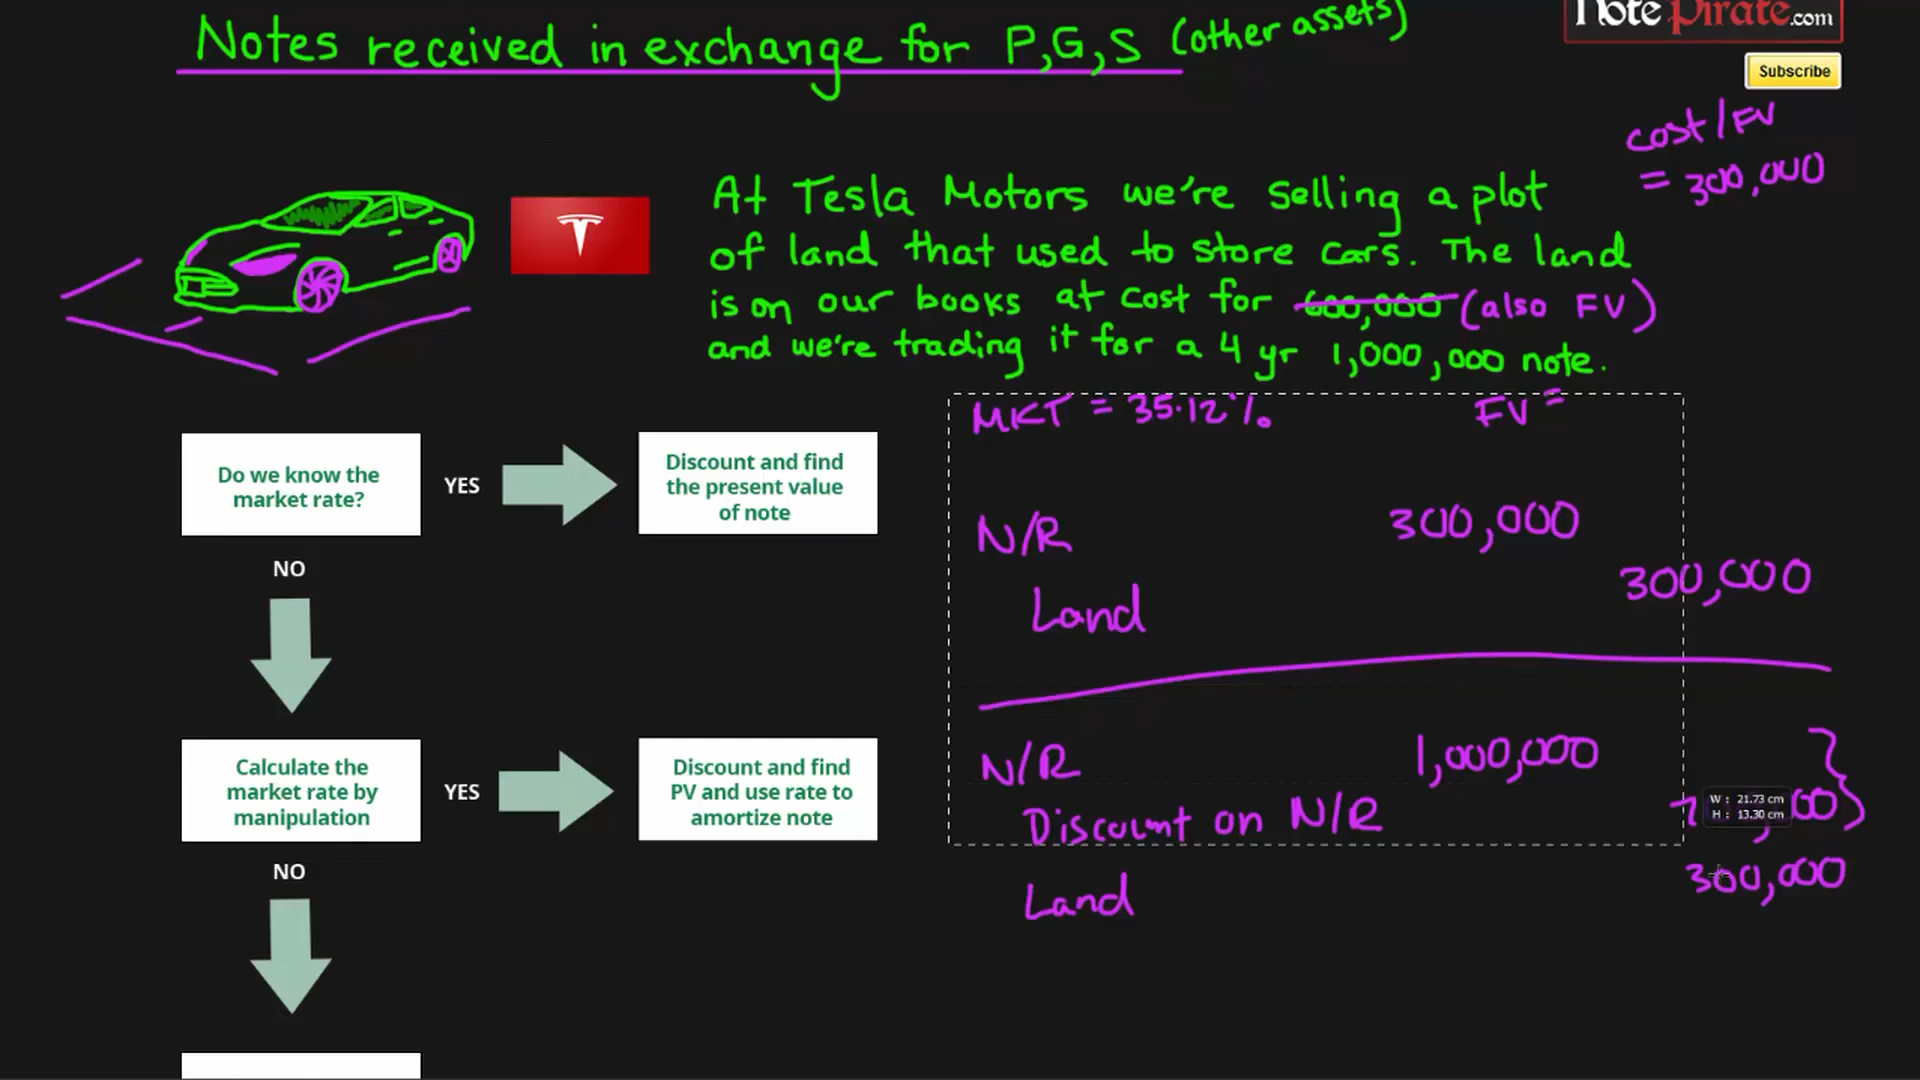 Notes received in exchange for P,G,S (other assets)
NotePirate.com
Subscribe
cost/FV
= 300,000
At Tesla Motors we're selling a plot
of land that used to store cars. The land
is on our books at cost for 600,000 (also FV)
and we're trading it for a 4 yr 1,000,000 note.
MKT = 35.12% FV =
Do we know the
market rate?
YES
Discount and find
the present value
of note
N/R 300,000
Land 300,000
NO
Calculate the
market rate by
manipulation
YES
Discount and find
PV and use rate to
amortize note
N/R 1,000,000
Discount on N/R
W : 21.73 cm
H : 13.30 cm
Land 300,000
NO